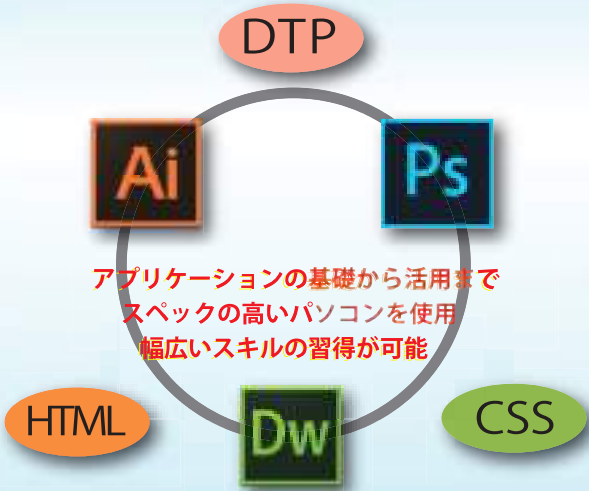 DTP
Ai
Ps
アプリケーションの基礎から活用まで
スペックの高いパソコンを使用
幅広いスキルの習得が可能
HTML
Dw
CSS